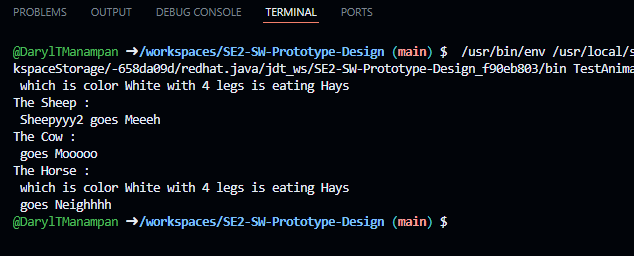 PROBLEMS OUTPUT DEBUG CONSOLE TERMINAL PORTS
@DarylTManampan ➜/workspaces/SE2-SW-Prototype-Design (main) $ /usr/bin/env /usr/local/s
kspaceStorage/-658da09d/redhat.java/jdt_ws/SE2-SW-Prototype-Design_f90eb803/bin TestAnima
which is color White with 4 legs is eating Hays
The Sheep :
Sheepyyy2 goes Meeeh
The Cow :
goes Mooooo
The Horse :
which is color White with 4 legs is eating Hays
goes Neighhhh
@DarylTManampan ➜/workspaces/SE2-SW-Prototype-Design (main) $